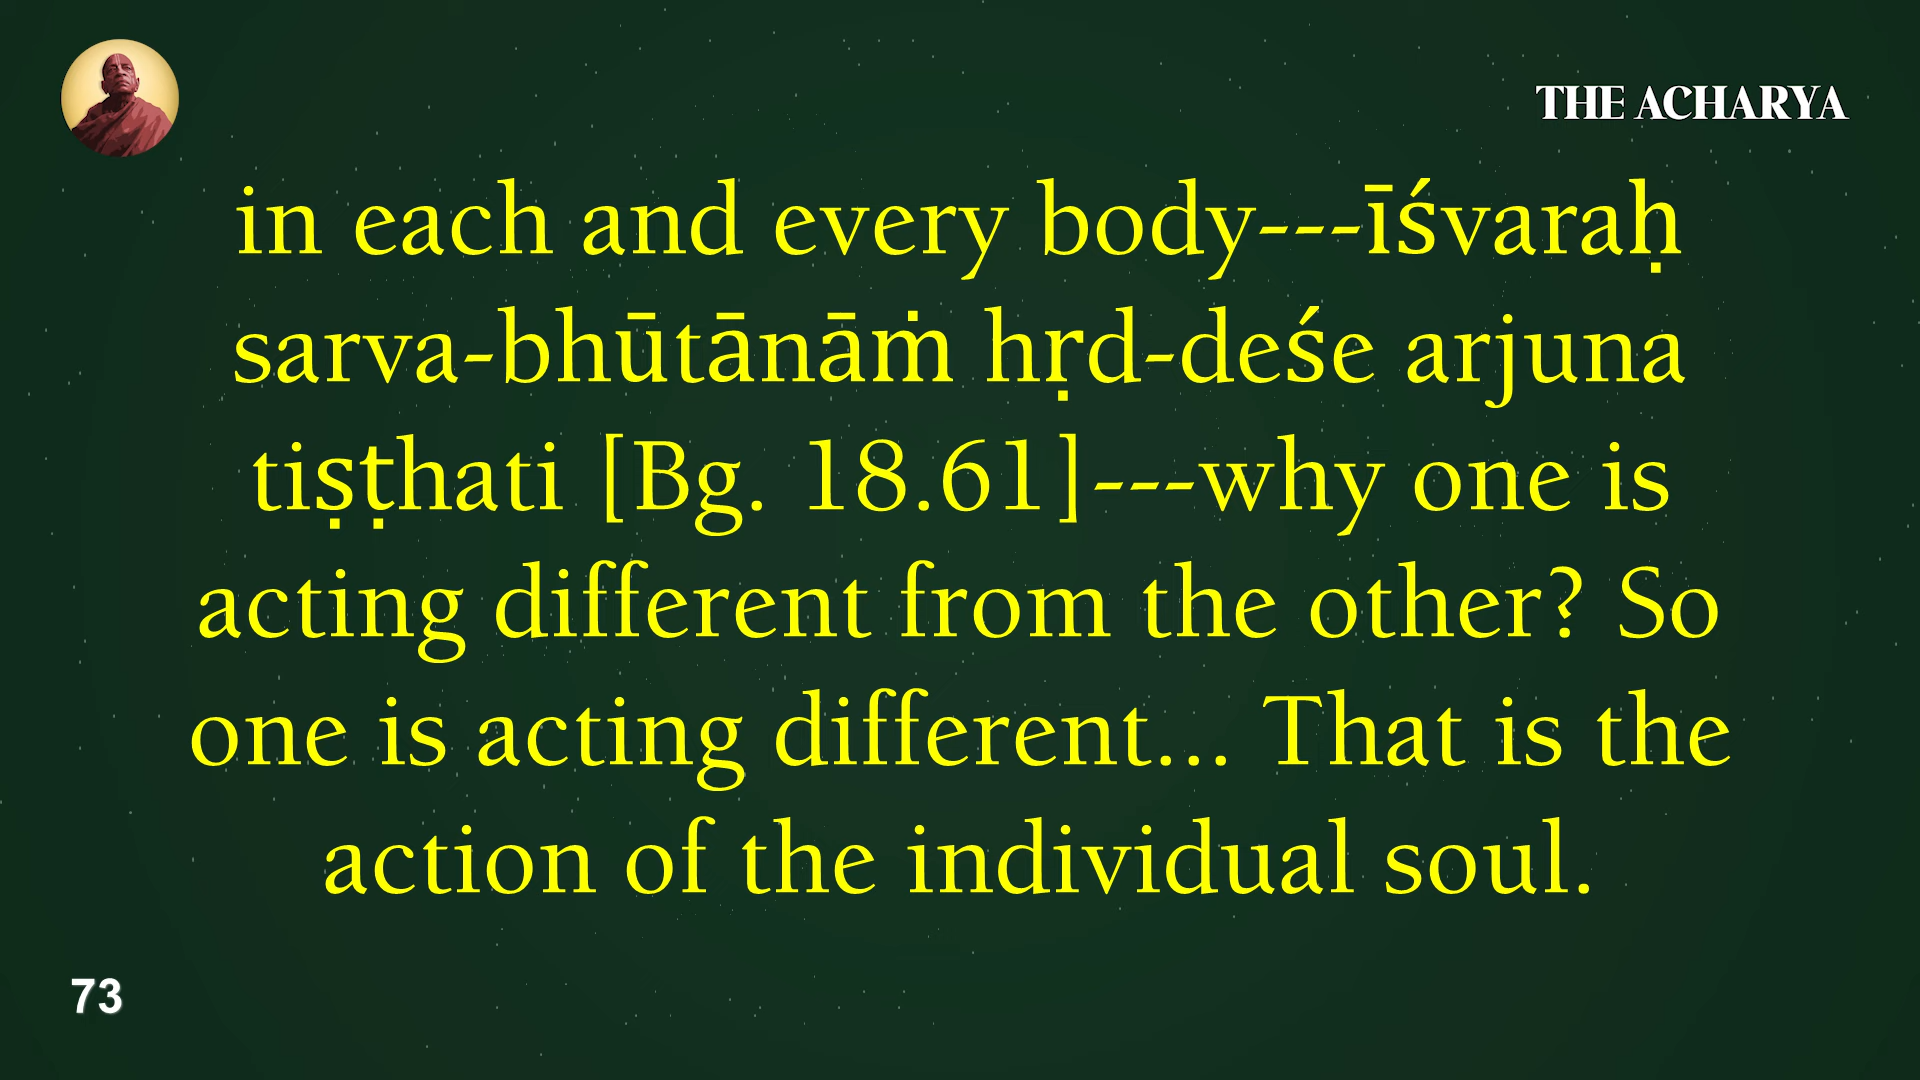 THE ACHARYA
in each and every body---īśvaraḥ
sarva-bhūtānāṁ hṛd-deśe arjuna
tiṣṭhati [Bg. 18.61]---why one is
acting different from the other? So
one is acting different... That is the
action of the individual soul.
73